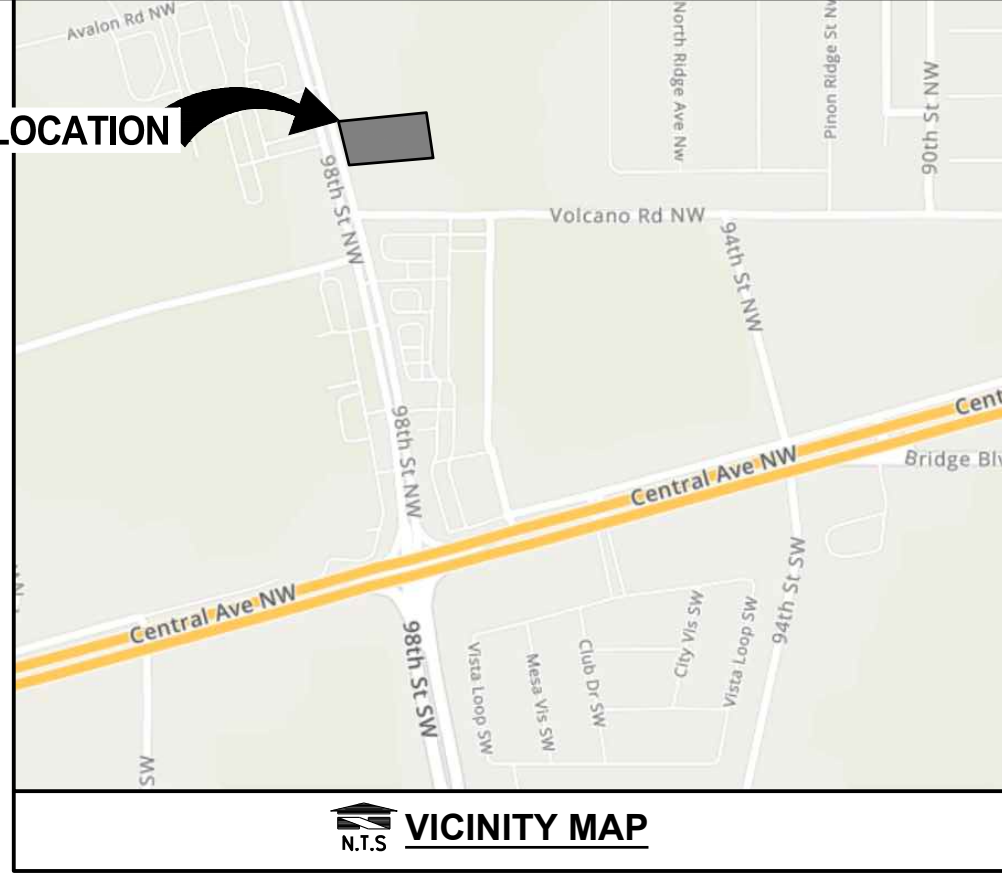 Avalon Rd NW
North Ridge Ave Nw
Pinon Ridge St Nw
90th St NW
LOCATION
98th St NW
Volcano Rd NW
94th St NW
98th St NW
Cent
Central Ave NW
Bridge Blv
Central Ave NW
94th St SW
98th St SW
Vista Loop SW
Mesa Vis SW
Club Dr SW
City Vis SW
Vista Loop SW
SW
N.T.S
VICINITY MAP